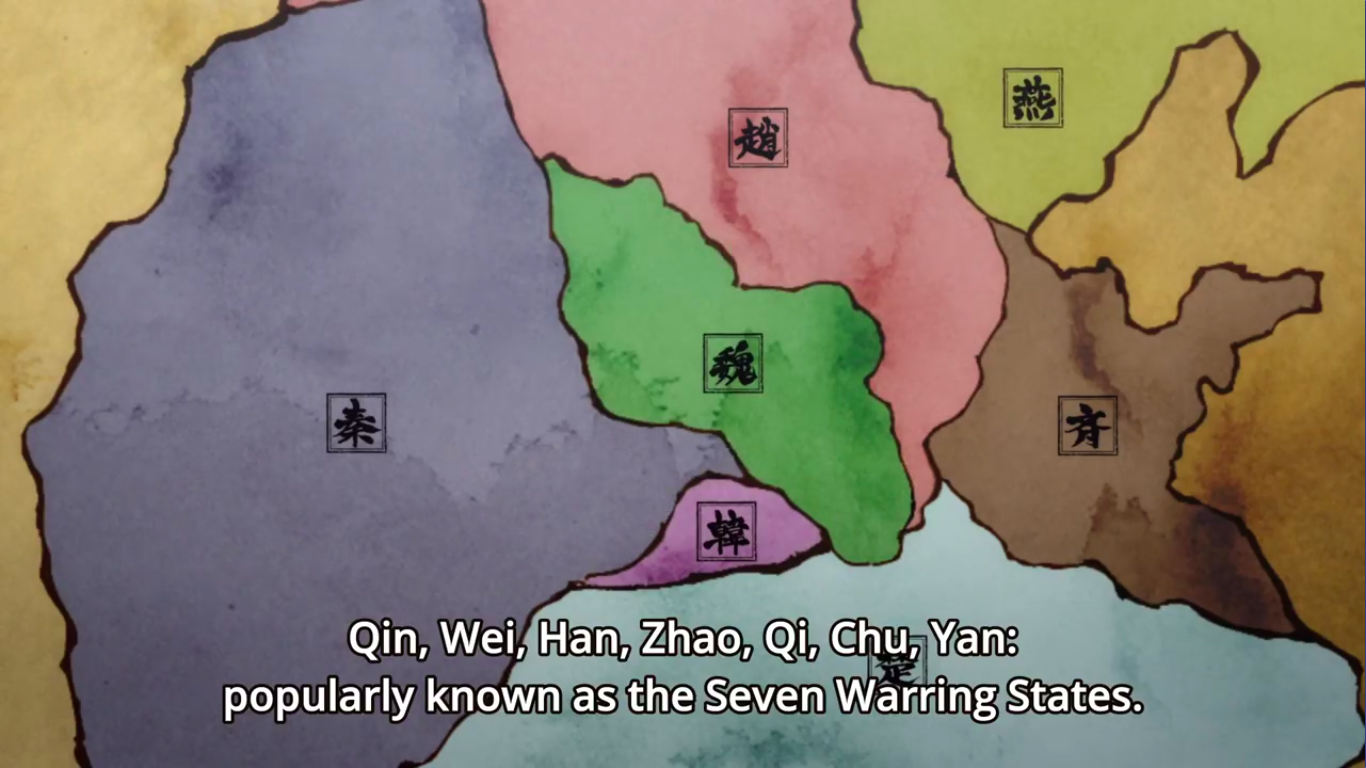 燕
趙
魏
秦
斉
韓
楚
Qin, Wei, Han, Zhao, Qi, Chu, Yan:
popularly known as the Seven Warring States.